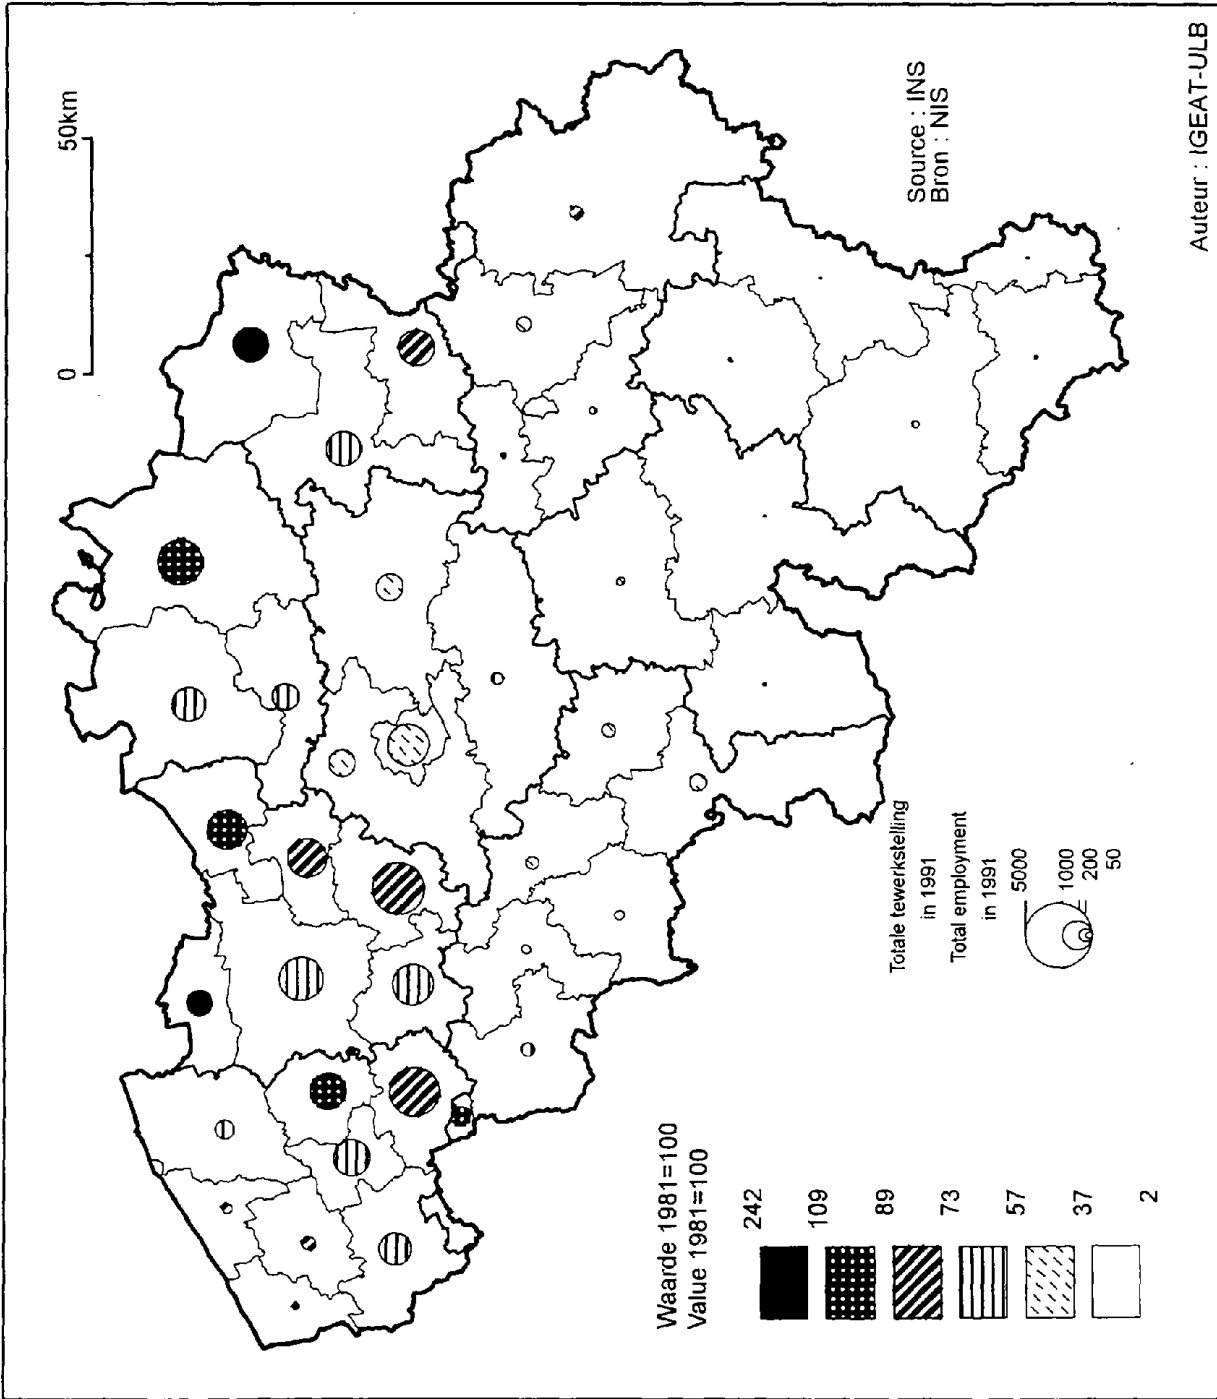 0
50km
Source : INS
Bron : NIS
Auteur : IGEAT-ULB
Totale tewerkstelling
in 1991
Total employment
in 1991
5000
1000
200
50
Waarde 1981=100
Value 1981=100
242
109
89
73
57
37
2